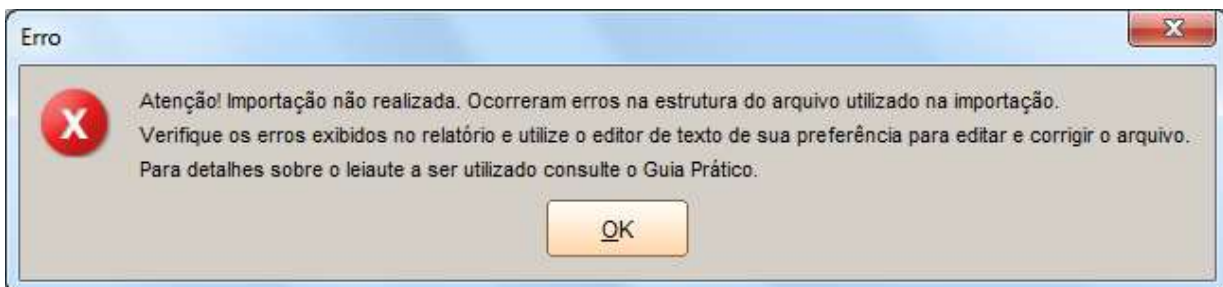 Erro
Atenção! Importação não realizada. Ocorreram erros na estrutura do arquivo utilizado na importação.
Verifique os erros exibidos no relatório e utilize o editor de texto de sua preferência para editar e corrigir o arquivo.
Para detalhes sobre o leiaute a ser utilizado consulte o Guia Prático.
OK